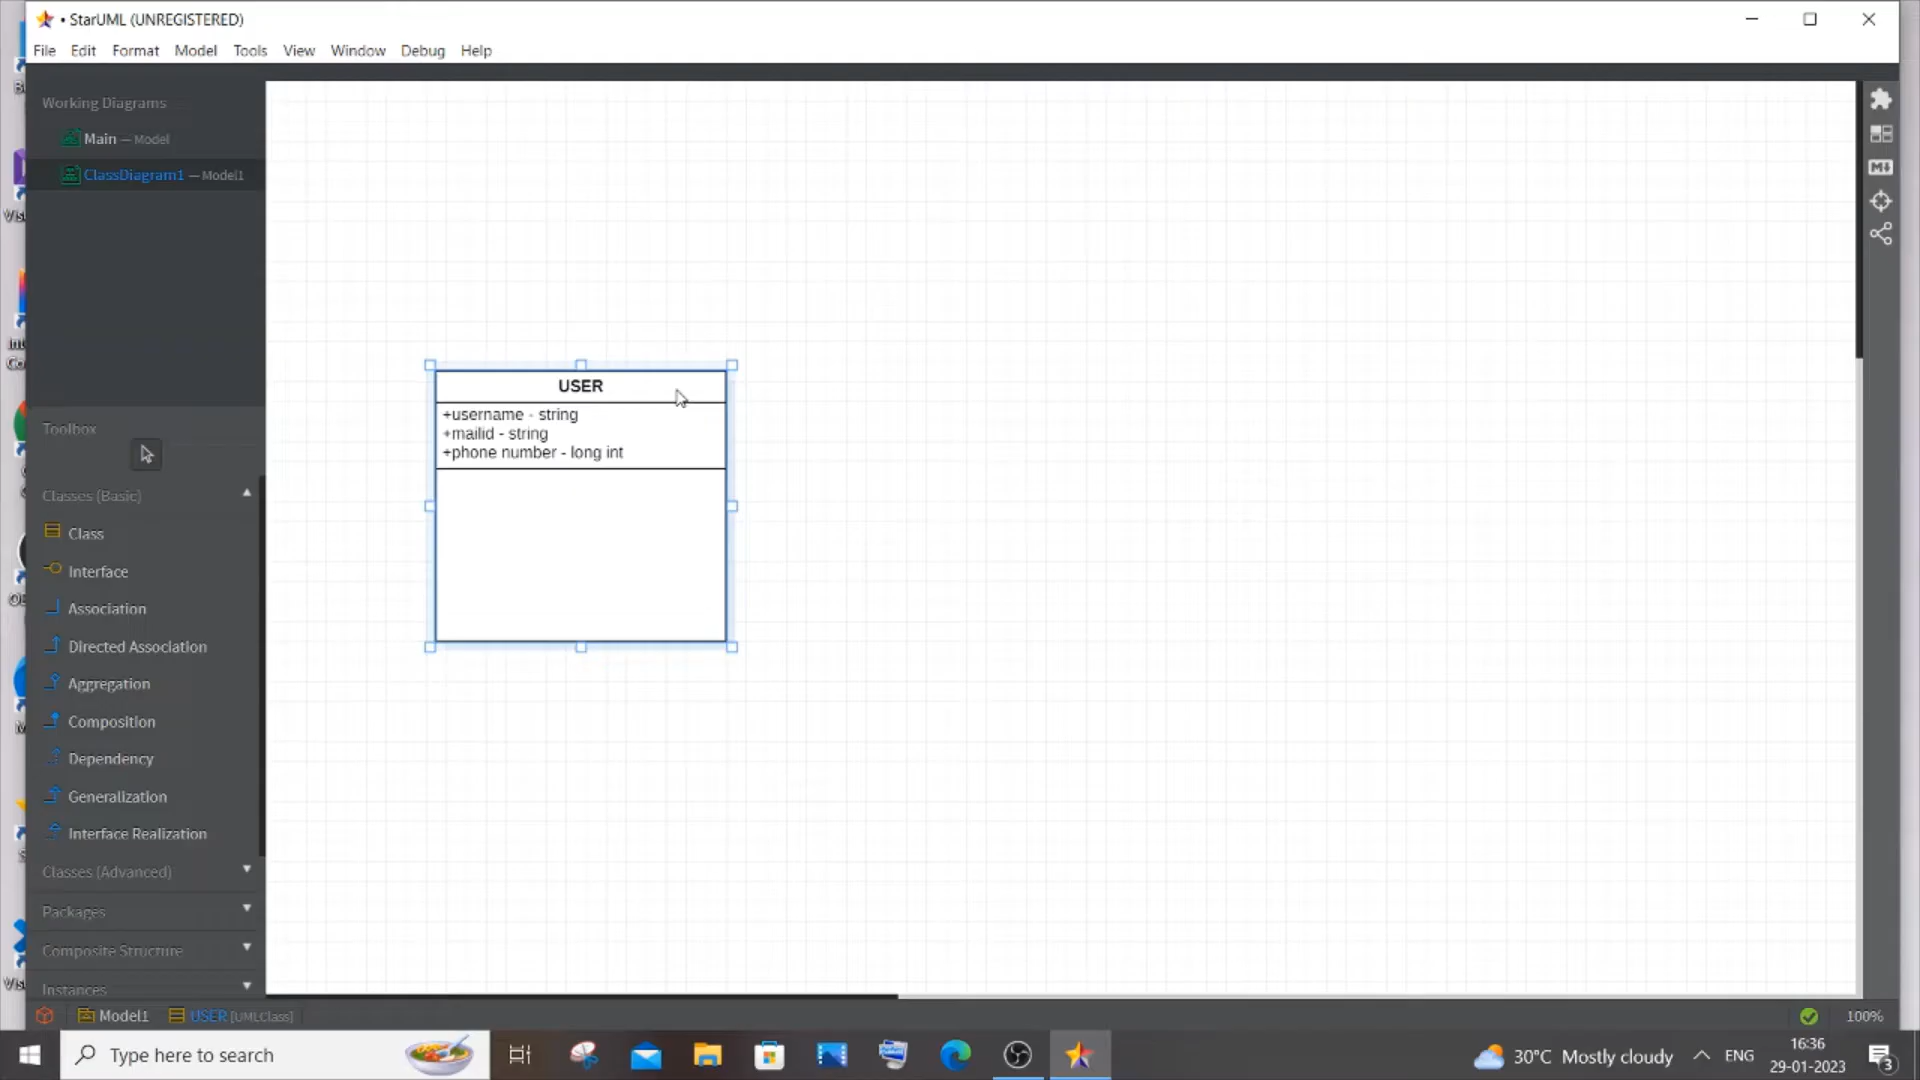 • StarUML (UNREGISTERED)
File Edit Format Model Tools View Window Debug Help
Working Diagrams
Main — Model
ClassDiagram1 — Model1
Toolbox
Classes (Basic)
Class
Interface
Association
Directed Association
Aggregation
Composition
Dependency
Generalization
Interface Realization
Classes (Advanced)
Packages
Composite Structure
Instances
USER
+username - string
+mailid - string
+phone number - long int
Model1 USER [UMLClass]
100%
Type here to search
30°C Mostly cloudy
ENG
16:36
29-01-2023
3